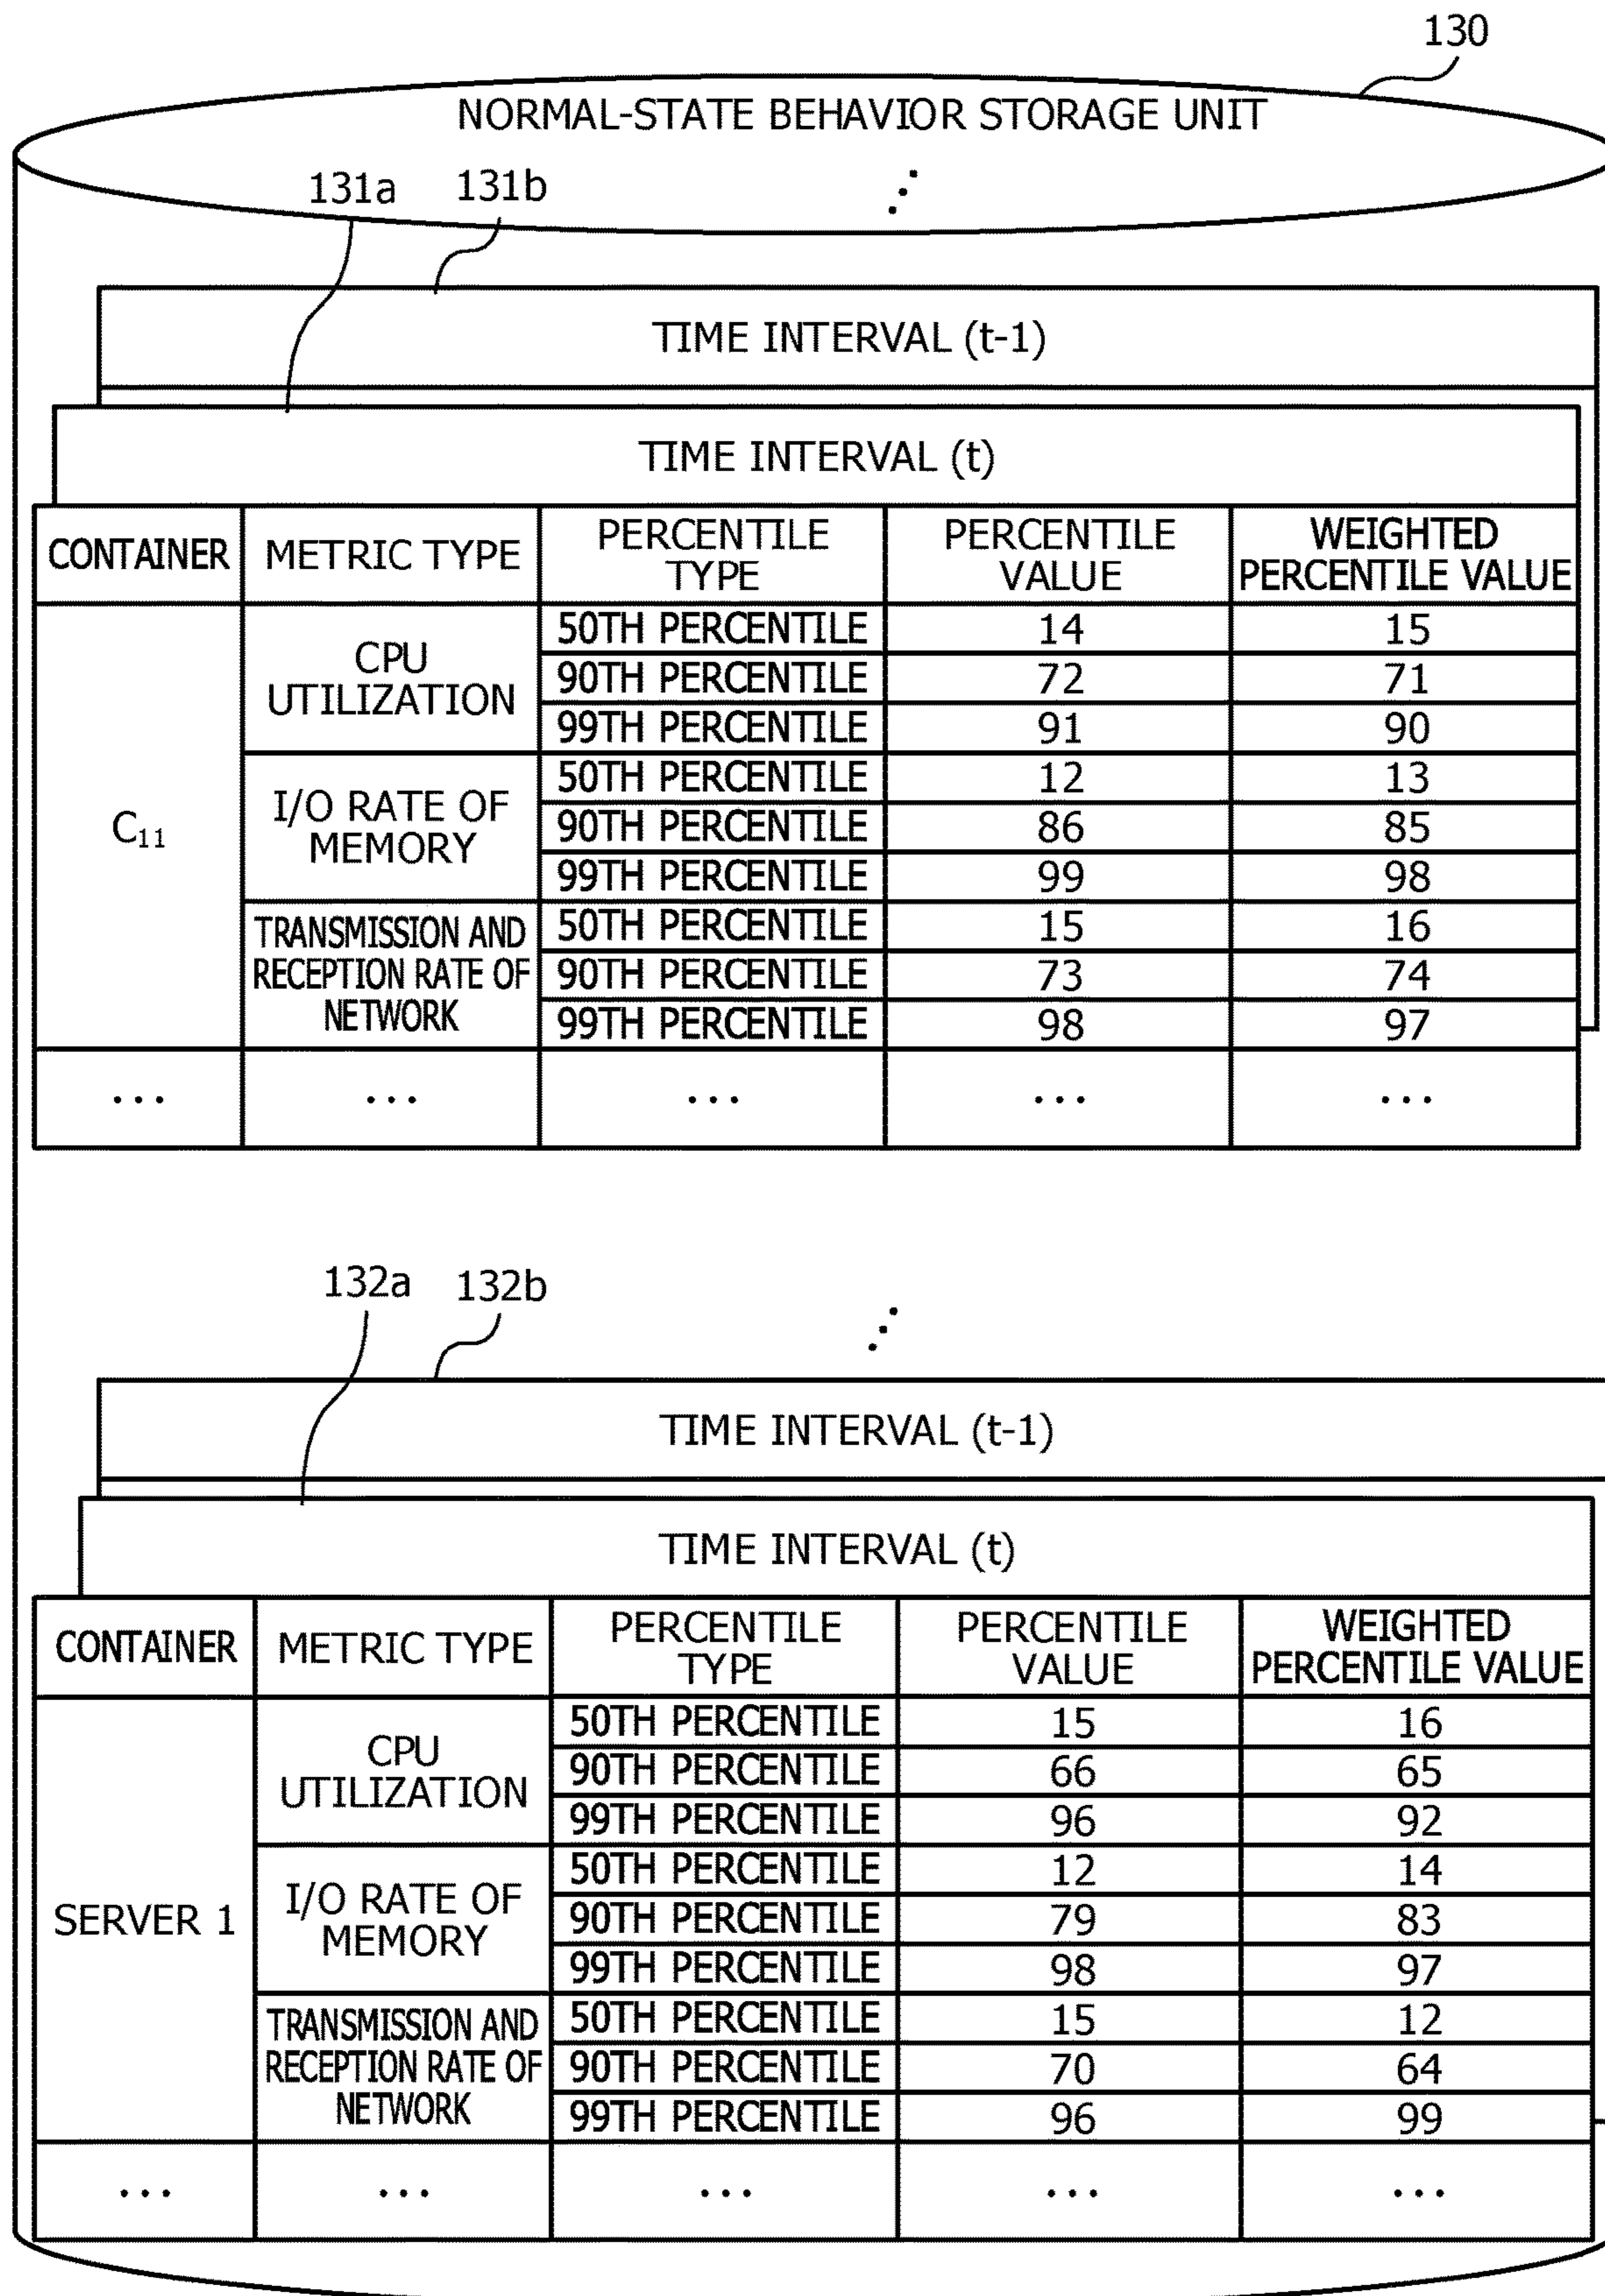 130
NORMAL-STATE BEHAVIOR STORAGE UNIT
131a
131b
TIME INTERVAL (t-1)
TIME INTERVAL (t)
CONTAINER METRIC TYPE PERCENTILE TYPE PERCENTILE VALUE WEIGHTED PERCENTILE VALUE
C11
CPU UTILIZATION
50TH PERCENTILE 14 15
90TH PERCENTILE 72 71
99TH PERCENTILE 91 90
I/O RATE OF MEMORY
50TH PERCENTILE 12 13
90TH PERCENTILE 86 85
99TH PERCENTILE 99 98
TRANSMISSION AND RECEPTION RATE OF NETWORK
50TH PERCENTILE 15 16
90TH PERCENTILE 73 74
99TH PERCENTILE 98 97
... ... ... ... ...
132a
132b
TIME INTERVAL (t-1)
TIME INTERVAL (t)
CONTAINER METRIC TYPE PERCENTILE TYPE PERCENTILE VALUE WEIGHTED PERCENTILE VALUE
SERVER 1
CPU UTILIZATION
50TH PERCENTILE 15 16
90TH PERCENTILE 66 65
99TH PERCENTILE 96 92
I/O RATE OF MEMORY
50TH PERCENTILE 12 14
90TH PERCENTILE 79 83
99TH PERCENTILE 98 97
TRANSMISSION AND RECEPTION RATE OF NETWORK
50TH PERCENTILE 15 12
90TH PERCENTILE 70 64
99TH PERCENTILE 96 99
... ... ... ... ...